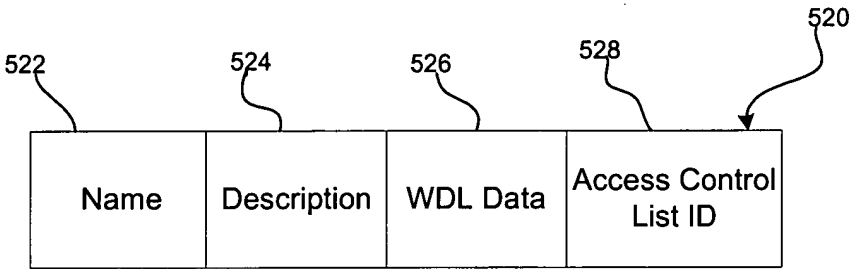 520
528
522
524
526
Name
Description
WDL Data
Access Control
List ID